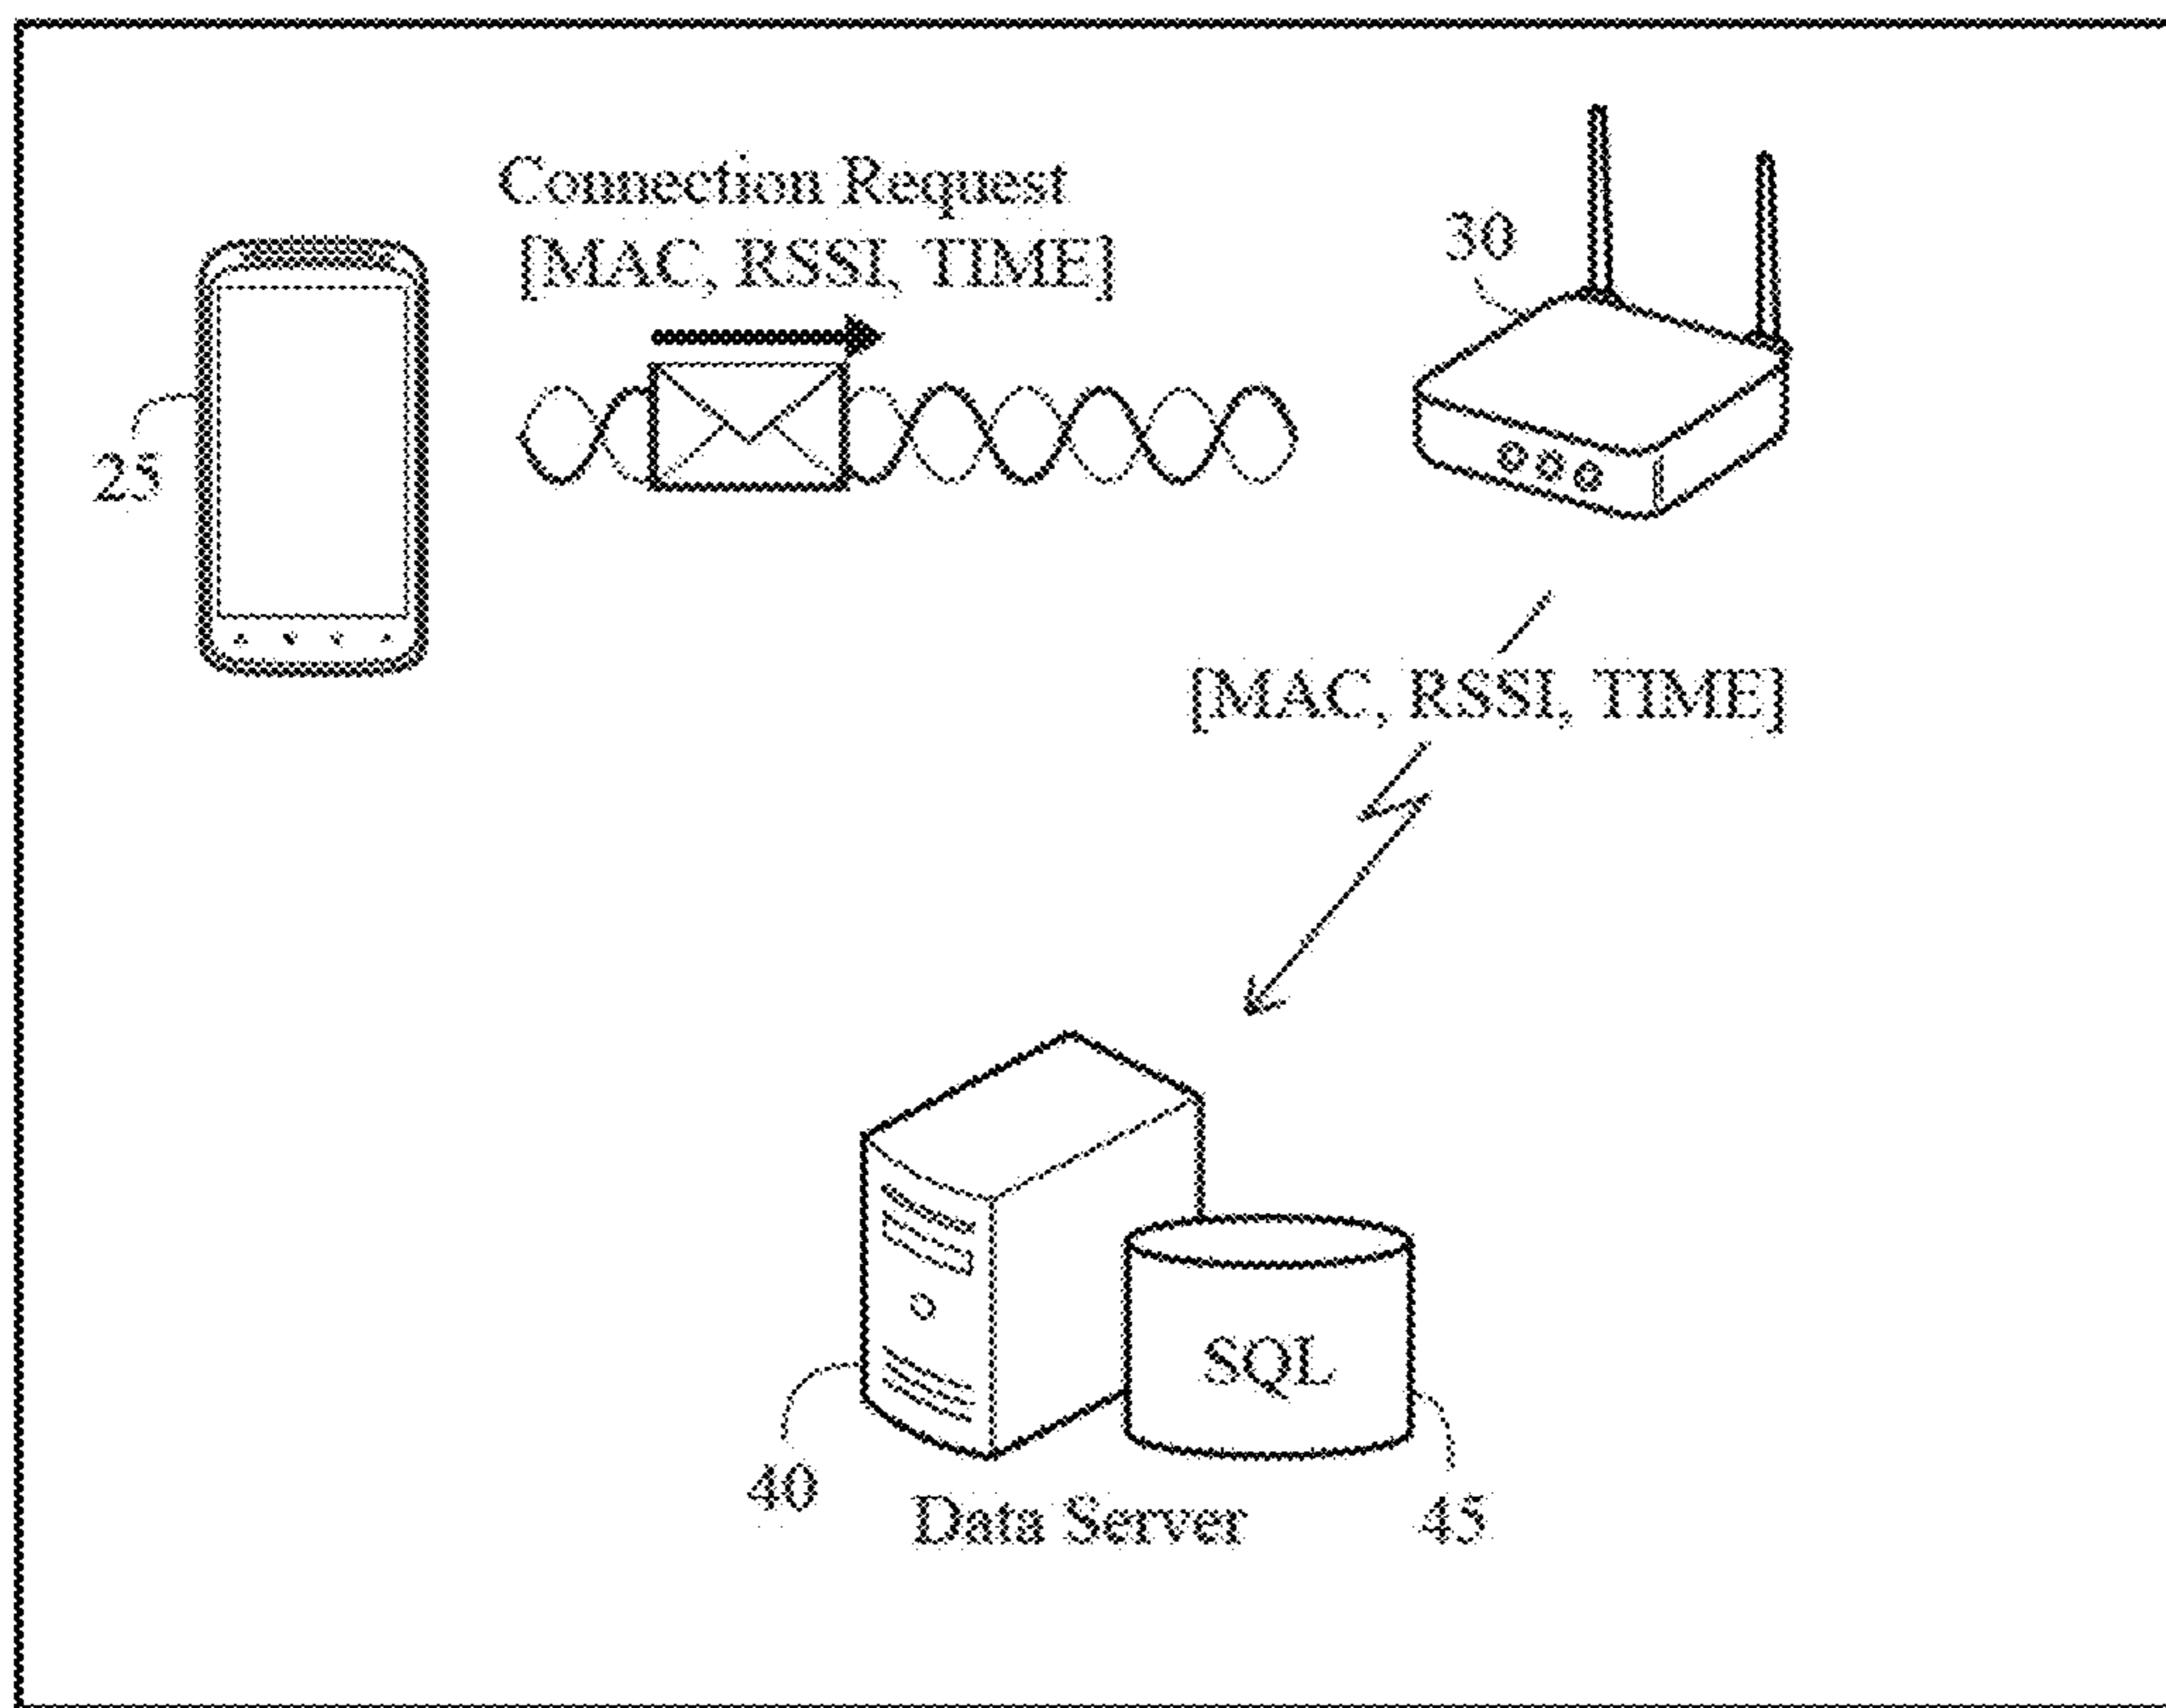 Connection Request
[MAC, RSSI, TIME]
30
25
[MAC, RSSI, TIME]
SQL
40
Data Server
45